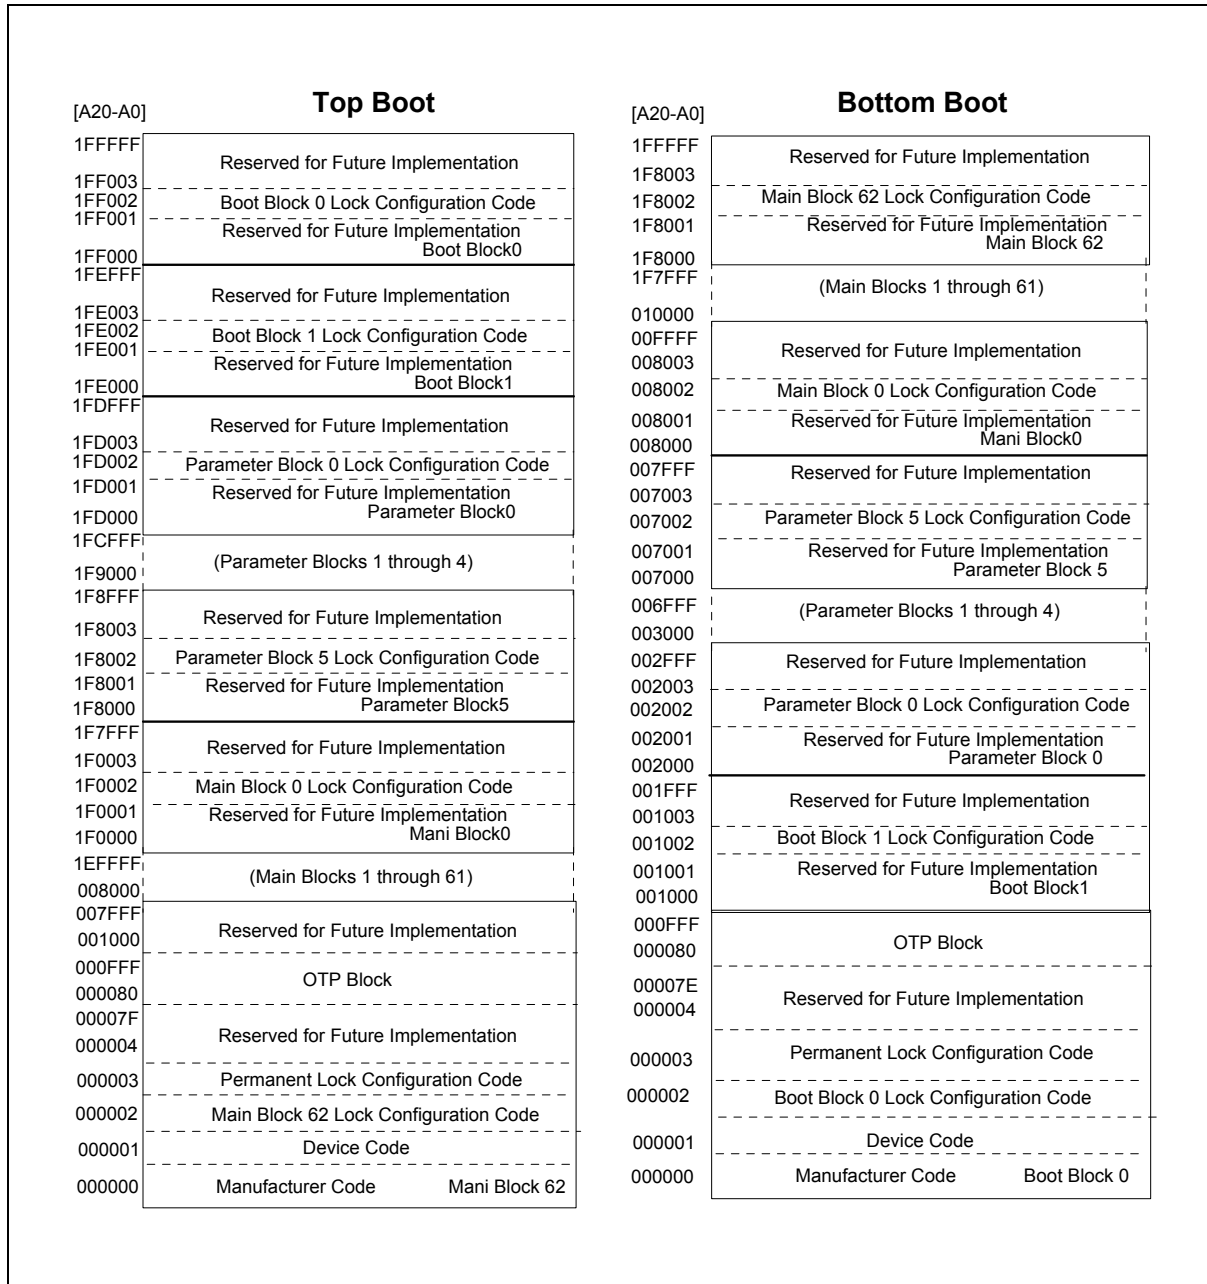 Top Boot
[A20-A0]
1FFFFF
Reserved for Future Implementation
1FF003
1FF002
Boot Block 0 Lock Configuration Code
1FF001
Reserved for Future Implementation
Boot Block0
1FF000
1FEFFF
Reserved for Future Implementation
1FE003
1FE002
Boot Block 1 Lock Configuration Code
1FE001
Reserved for Future Implementation
Boot Block1
1FE000
1FDFFF
Reserved for Future Implementation
1FD003
1FD002
Parameter Block 0 Lock Configuration Code
1FD001
Reserved for Future Implementation
Parameter Block0
1FD000
1FCFFF
(Parameter Blocks 1 through 4)
1F9000
1F8FFF
Reserved for Future Implementation
1F8003
1F8002
Parameter Block 5 Lock Configuration Code
1F8001
Reserved for Future Implementation
Parameter Block5
1F8000
1F7FFF
Reserved for Future Implementation
1F0003
1F0002
Main Block 0 Lock Configuration Code
1F0001
Reserved for Future Implementation
Mani Block0
1F0000
1EFFFF
(Main Blocks 1 through 61)
008000
007FFF
Reserved for Future Implementation
001000
000FFF
OTP Block
000080
00007F
Reserved for Future Implementation
000004
000003
Permanent Lock Configuration Code
000002
Main Block 62 Lock Configuration Code
000001
Device Code
000000
Manufacturer Code Mani Block 62
Bottom Boot
[A20-A0]
1FFFFF
Reserved for Future Implementation
1F8003
1F8002
Main Block 62 Lock Configuration Code
1F8001
Reserved for Future Implementation
Main Block 62
1F8000
1F7FFF
(Main Blocks 1 through 61)
010000
00FFFF
Reserved for Future Implementation
008003
008002
Main Block 0 Lock Configuration Code
008001
Reserved for Future Implementation
Mani Block0
008000
007FFF
Reserved for Future Implementation
007003
007002
Parameter Block 5 Lock Configuration Code
007001
Reserved for Future Implementation
Parameter Block 5
007000
006FFF
(Parameter Blocks 1 through 4)
003000
002FFF
Reserved for Future Implementation
002003
002002
Parameter Block 0 Lock Configuration Code
002001
Reserved for Future Implementation
Parameter Block 0
002000
001FFF
Reserved for Future Implementation
001003
001002
Boot Block 1 Lock Configuration Code
001001
Reserved for Future Implementation
Boot Block1
001000
000FFF
OTP Block
000080
00007E
Reserved for Future Implementation
000004
000003
Permanent Lock Configuration Code
000002
Boot Block 0 Lock Configuration Code
000001
Device Code
000000
Manufacturer Code Boot Block 0